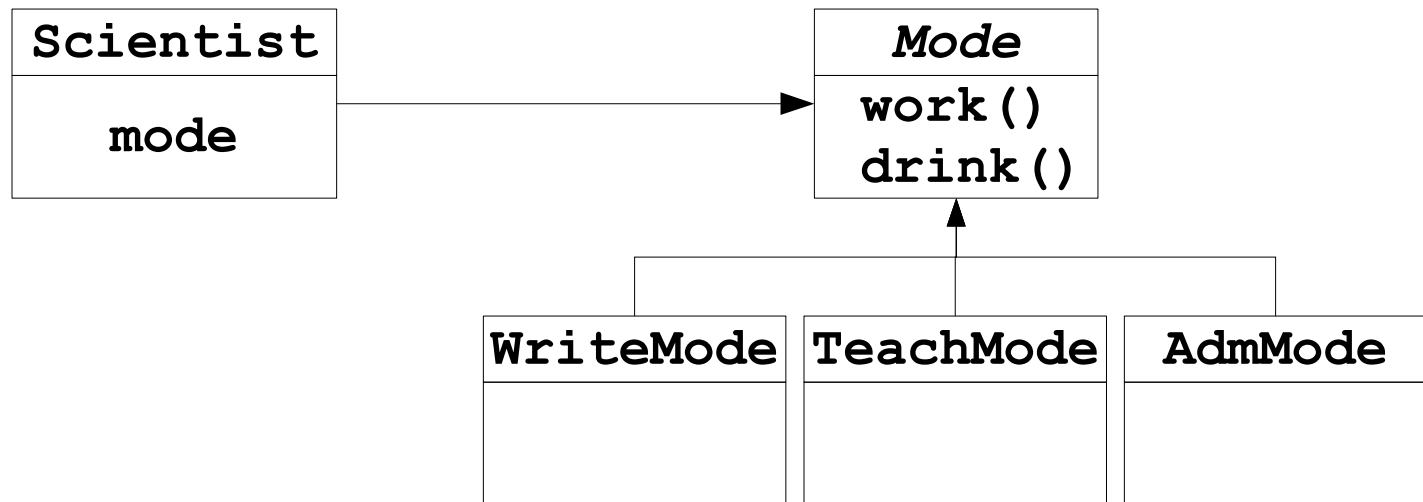 Scientist
mode
Mode
work()
drink()
WriteMode
TeachMode
AdmMode